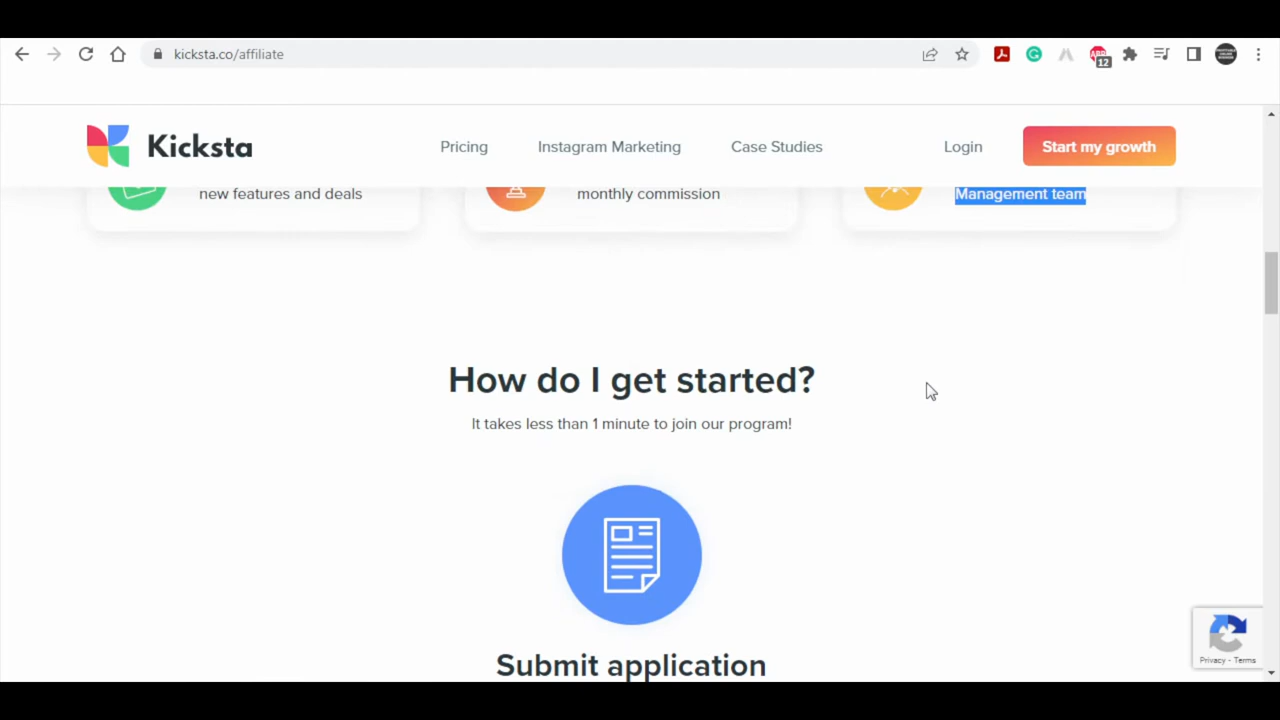 kicksta.co/affiliate
12
Kicksta
Pricing
Instagram Marketing
Case Studies
Login
Start my growth
new features and deals
monthly commission
Management team
How do I get started?
It takes less than 1 minute to join our program!
Submit application
Privacy - Terms